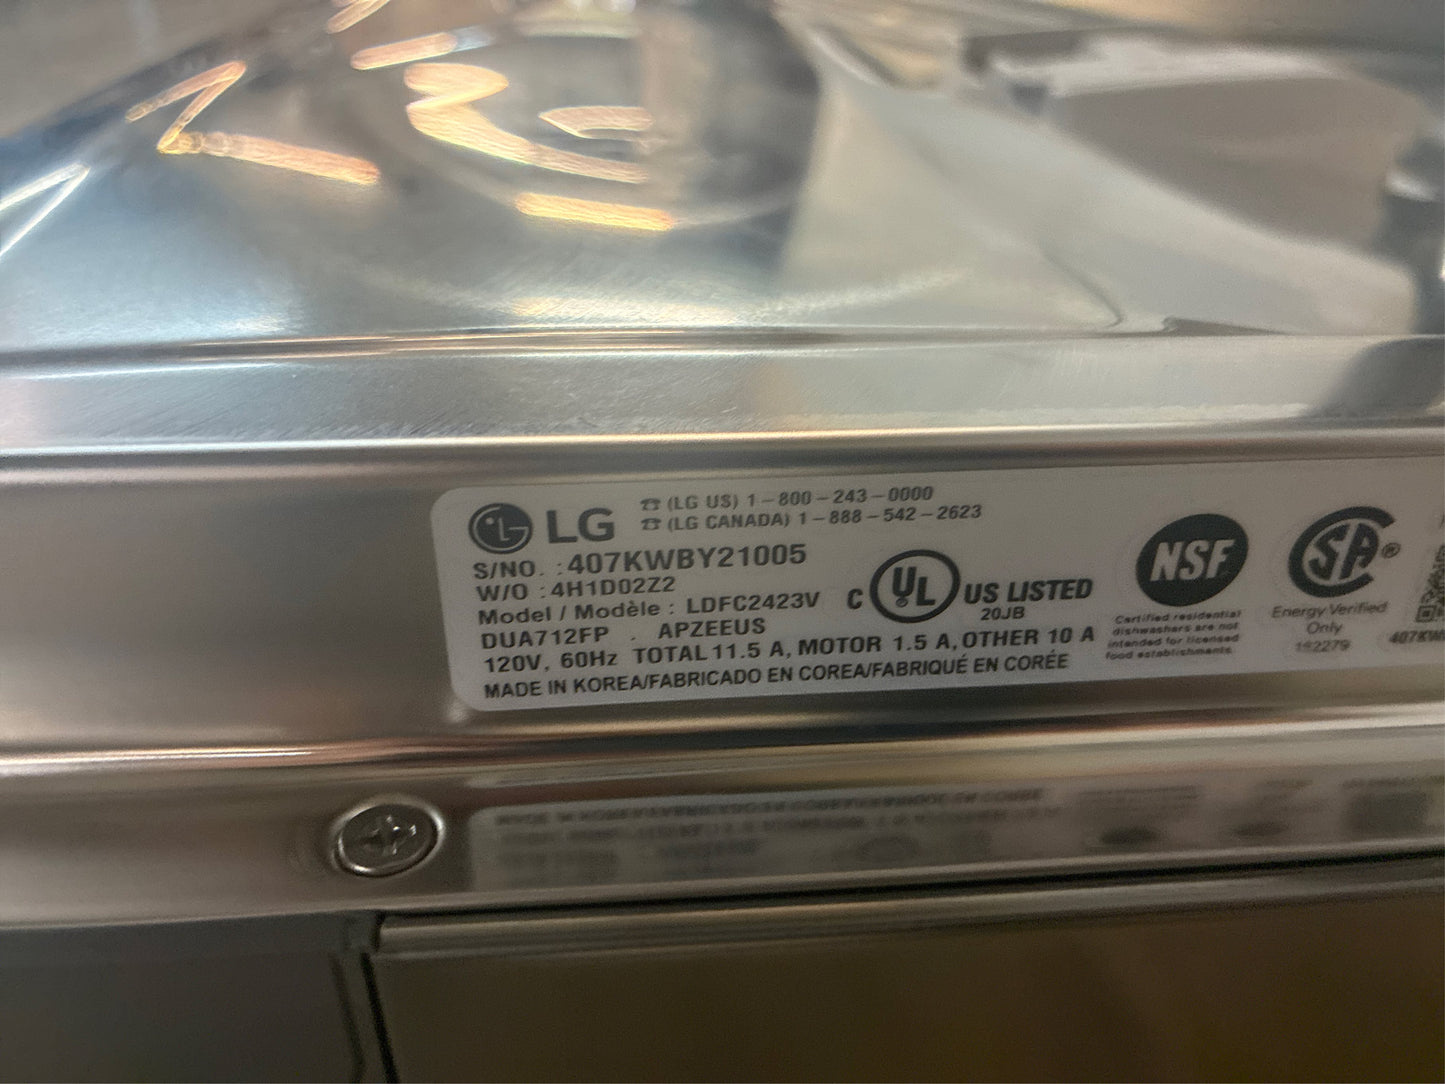 LG
☎ (LG US) 1-800-243-0000
☎ (LG CANADA) 1-888-542-2623
S/NO. : 407KWBY21005
W/O : 4H1D02Z2
Model / Modèle : LDFC2423V
DUA712FP . APZEEUS
120V, 60Hz TOTAL 11.5 A, MOTOR 1.5 A, OTHER 10 A
MADE IN KOREA/FABRICADO EN COREA/FABRIQUÉ EN CORÉE
C UL ® US LISTED
20JB
NSF
Certified residential
dishwashers are not
intended for licensed
food establishments.
SA ®
Energy Verified
Only
182279
407KW